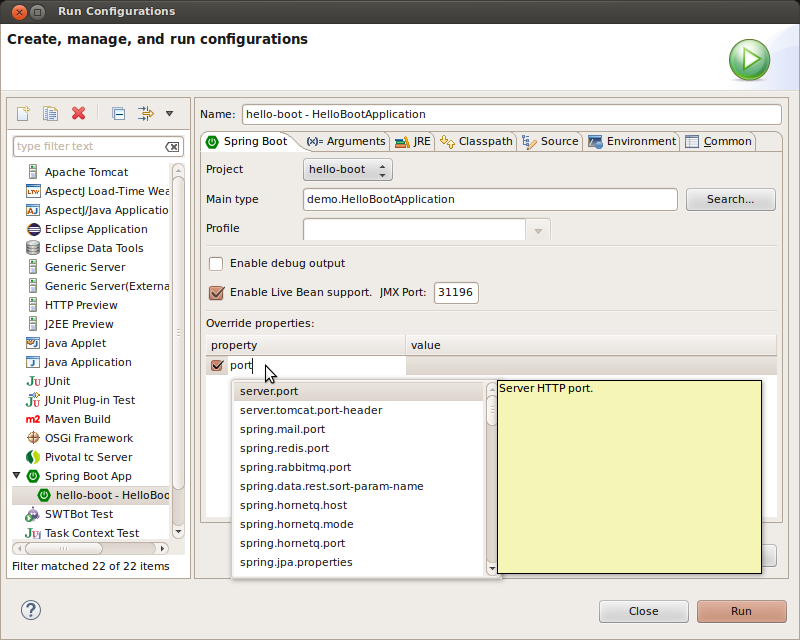 Run Configurations
Create, manage, and run configurations
Name: hello-boot - HelloBootApplication
type filter text
Apache Tomcat
AspectJ Load-Time Wea
AspectJ/Java Applicatio
Eclipse Application
Eclipse Data Tools
Generic Server
Generic Server(Externa
HTTP Preview
J2EE Preview
Java Applet
Java Application
JU JUnit
JUnit Plug-in Test
m2 Maven Build
OSGi Framework
Pivotal tc Server
Spring Boot App
hello-boot - HelloBoo
SWTBot Test
Task Context Test
Filter matched 22 of 22 items
Spring Boot (x)= Arguments JRE Classpath Source Environment Common
Project hello-boot
Main type demo.HelloBootApplication Search...
Profile
Enable debug output
Enable Live Bean support. JMX Port: 31196
Override properties:
property value
port
server.port
server.tomcat.port-header
spring.mail.port
spring.redis.port
spring.rabbitmq.port
spring.data.rest.sort-param-name
spring.hornetq.host
spring.hornetq.mode
spring.hornetq.port
spring.jpa.properties
Server HTTP port.
? Close Run